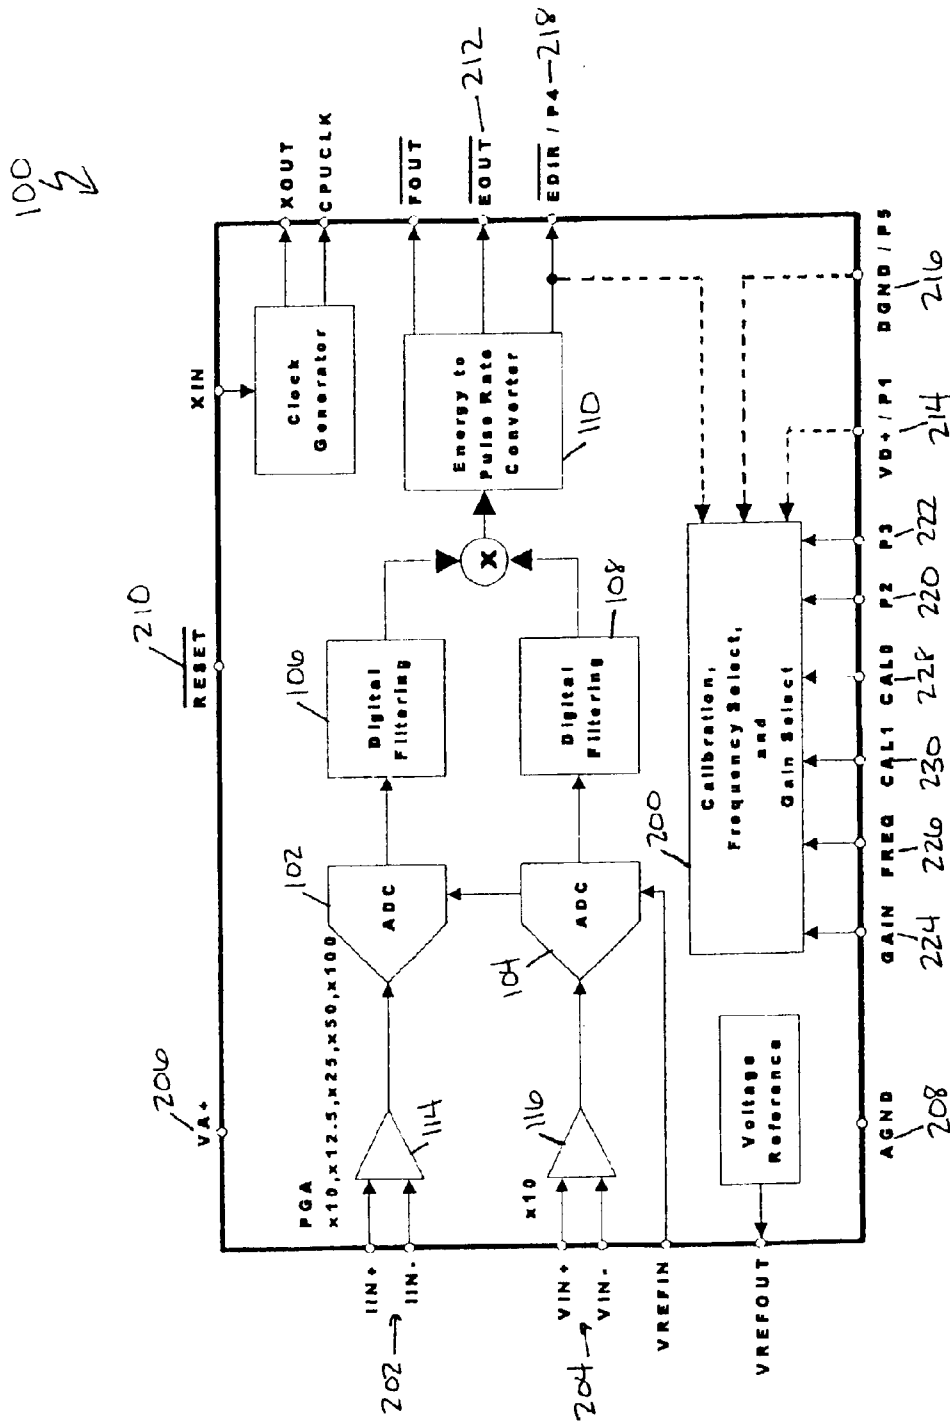 100
VA+
206
RESET
210
XIN
XOUT
CPUCLK
Clock
Generator
PGA
x10,x12.5,x25,x50,x100
IIN+
IIN-
202
114
102
ADC
106
Digital
Filtering
X
Energy to
Pulse Rate
Converter
110
FOUT
EOUT
212
EDIR / P4
218
x10
VIN+
VIN-
204
116
104
ADC
108
Digital
Filtering
VREFIN
VREFOUT
Voltage
Reference
200
Calibration,
Frequency Select,
and
Gain Select
AGND
208
GAIN
224
FREQ
226
CAL1
230
CAL0
228
P2
220
P3
222
VD+ / P1
214
DGND / P5
216